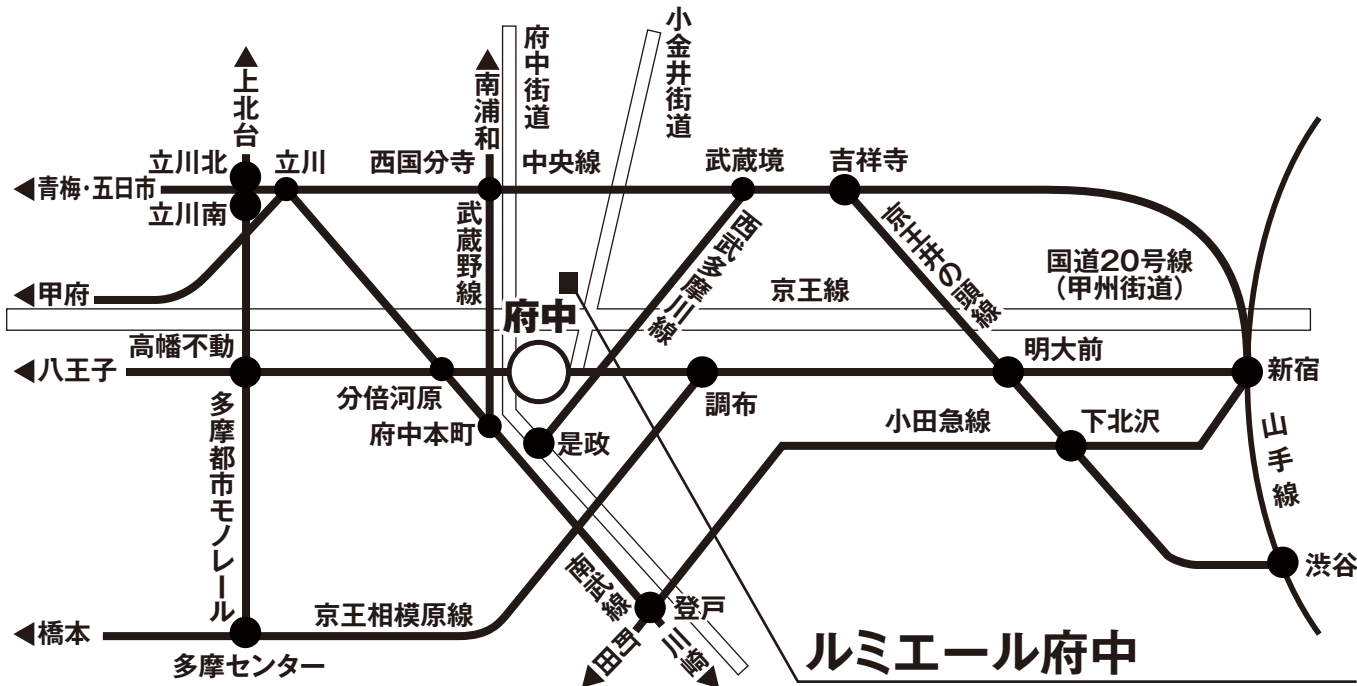 小金井街道
府中街道
▲上北台
▲南浦和
立川北
立川
西国分寺
中央線
武蔵境
吉祥寺
◀青梅・五日市
立川南
武蔵野線
西武多摩川線
京王井の頭線
国道20号線
（甲州街道）
◀甲府
京王線
府中
高幡不動
明大前
◀八王子
新宿
分倍河原
調布
府中本町
小田急線
下北沢
是政
山手線
多摩都市モノレール
渋谷
南武線
登戸
京王相模原線
◀橋本
町田
川崎
多摩センター
ルミエール府中